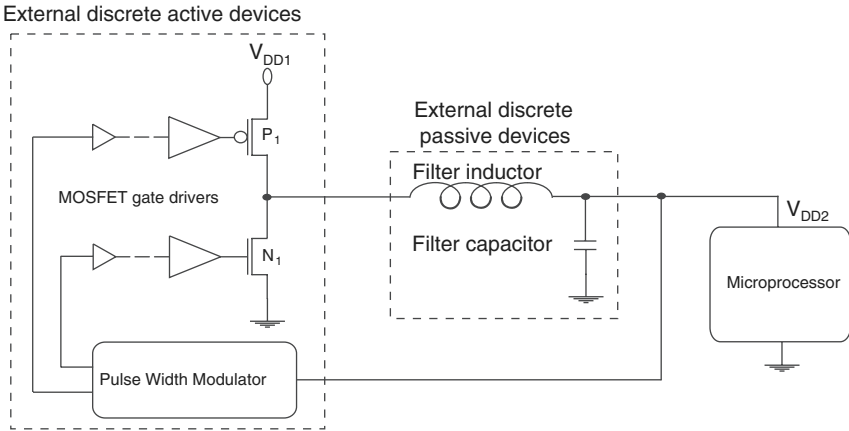 External discrete active devices
V_DD1
External discrete
passive devices
P_1
Filter inductor
MOSFET gate drivers
V_DD2
Filter capacitor
N_1
Microprocessor
Pulse Width Modulator